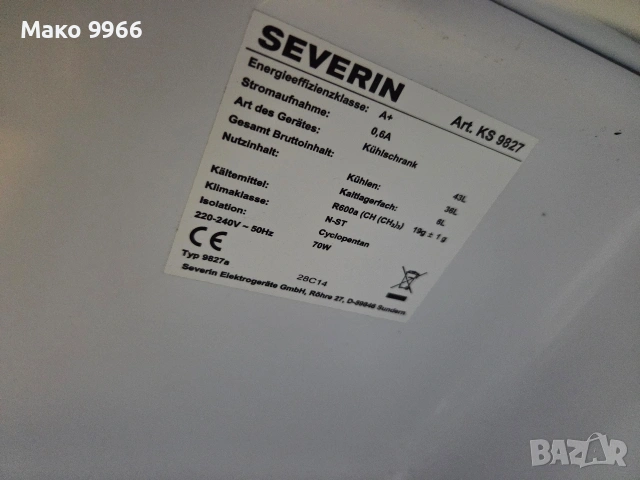 Мако 9966
SEVERIN
Art. KS 9827
Energieeffizienzklasse: A+
Stromaufnahme: 0,6A
Art des Gerätes: Kühlschrank
Gesamt Bruttoinhalt: 43L
Nutzinhalt: Kühlen: 38L
Kaltlagerfach: 5L
Kältemittel: R600a (CH (CH₃)₃) 19g ± 1 g
Klimaklasse: N-ST
Isolation: Cyclopentan
220-240V ~ 50Hz 70W
CE
Typ 9827a 28C14
Severin Elektrogeräte GmbH, Röhre 27, D-59846 Sundern
BAZAR